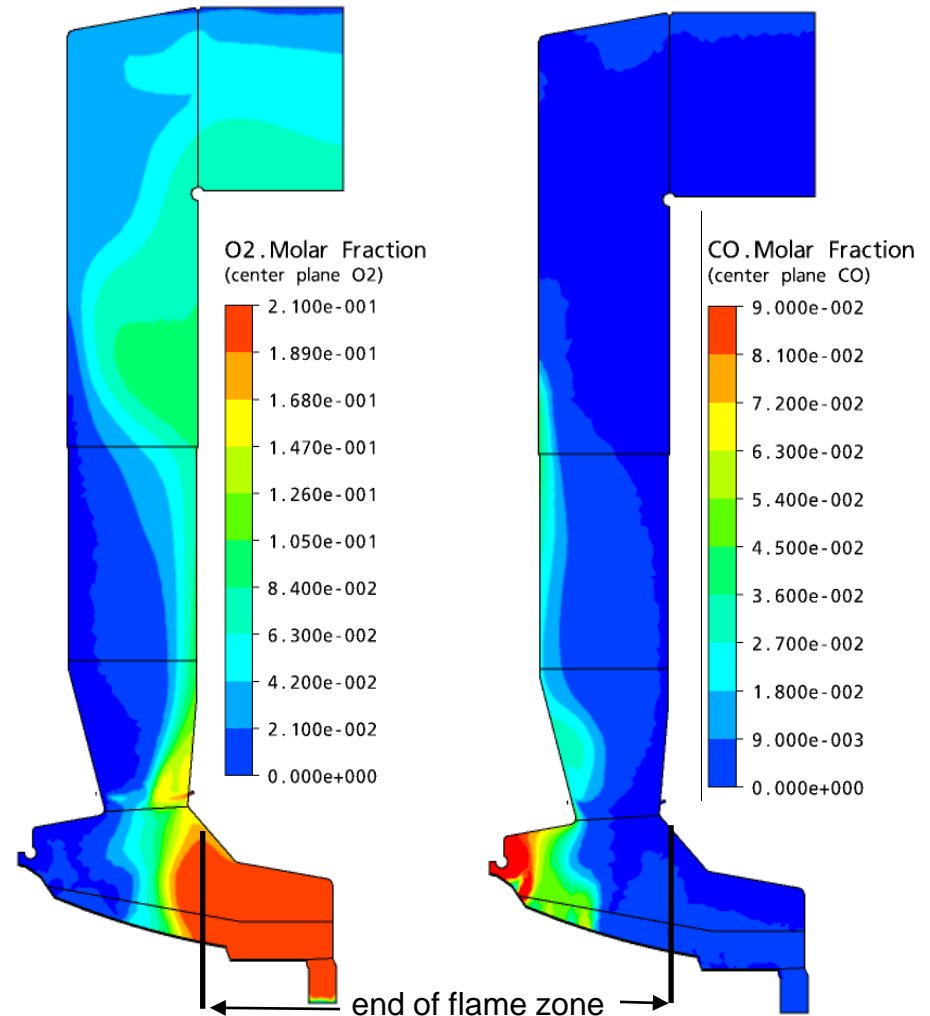 O2.Molar Fraction
(center plane O2)
2.100e-001
1.890e-001
1.680e-001
1.470e-001
1.260e-001
1.050e-001
8.400e-002
6.300e-002
4.200e-002
2.100e-002
0.000e+000
CO.Molar Fraction
(center plane CO)
9.000e-002
8.100e-002
7.200e-002
6.300e-002
5.400e-002
4.500e-002
3.600e-002
2.700e-002
1.800e-002
9.000e-003
0.000e+000
end of flame zone